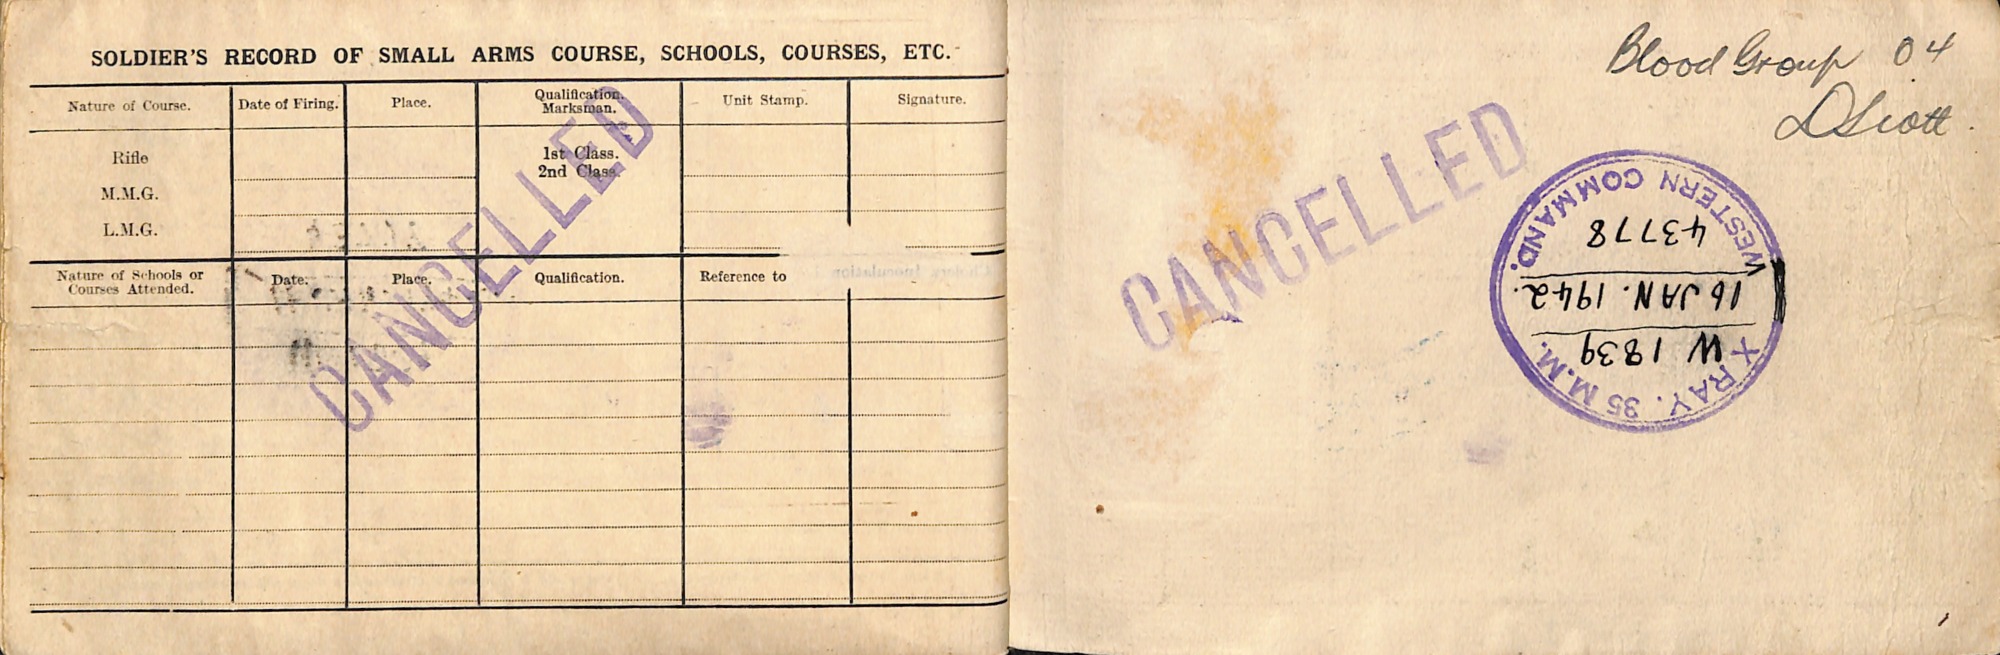 SOLDIER'S RECORD OF SMALL ARMS COURSE, SCHOOLS, COURSES, ETC.
Nature of Course. Date of Firing. Place. Qualification. Marksman. Unit Stamp. Signature.
Rifle 1st Class.
2nd Class.
M.M.G.
L.M.G.
Nature of Schools or Courses Attended. Date. Place. Qualification. Reference to
CANCELLED
Blood Group O4
DScott.
CANCELLED
X RAY. 35 M.M.
W 1839
16 JAN. 1942.
43778
WESTERN COMMAND.